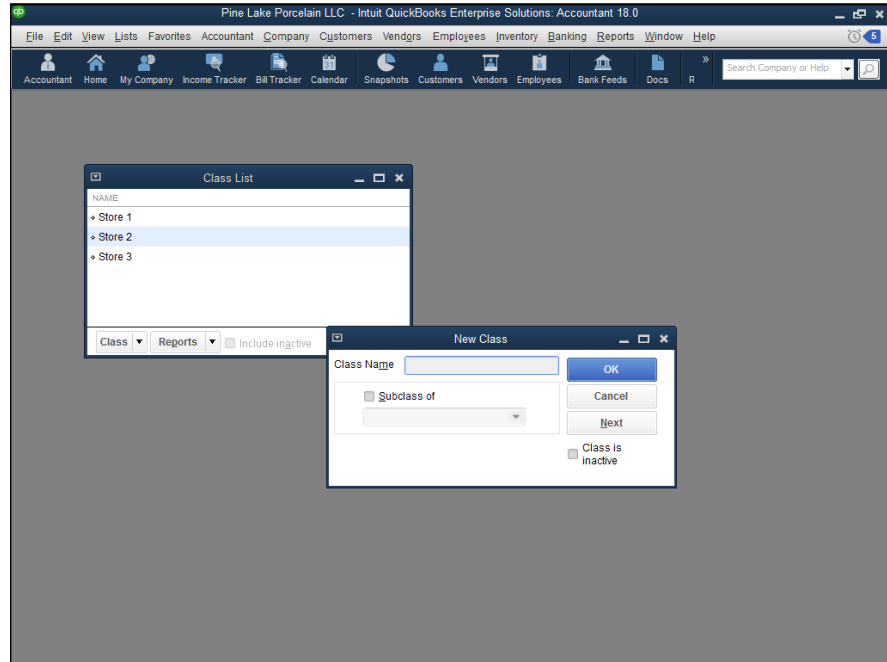 qb Pine Lake Porcelain LLC - Intuit QuickBooks Enterprise Solutions: Accountant 18.0
File Edit View Lists Favorites Accountant Company Customers Vendors Employees Inventory Banking Reports Window Help 5
Accountant Home My Company Income Tracker Bill Tracker 31 Calendar Snapshots Customers Vendors Employees Bank Feeds Docs » R Search Company or Help
Class List
NAME
Store 1
Store 2
Store 3
Class Reports Include inactive
New Class
Class Name OK
Subclass of Cancel
Next
Class is
inactive